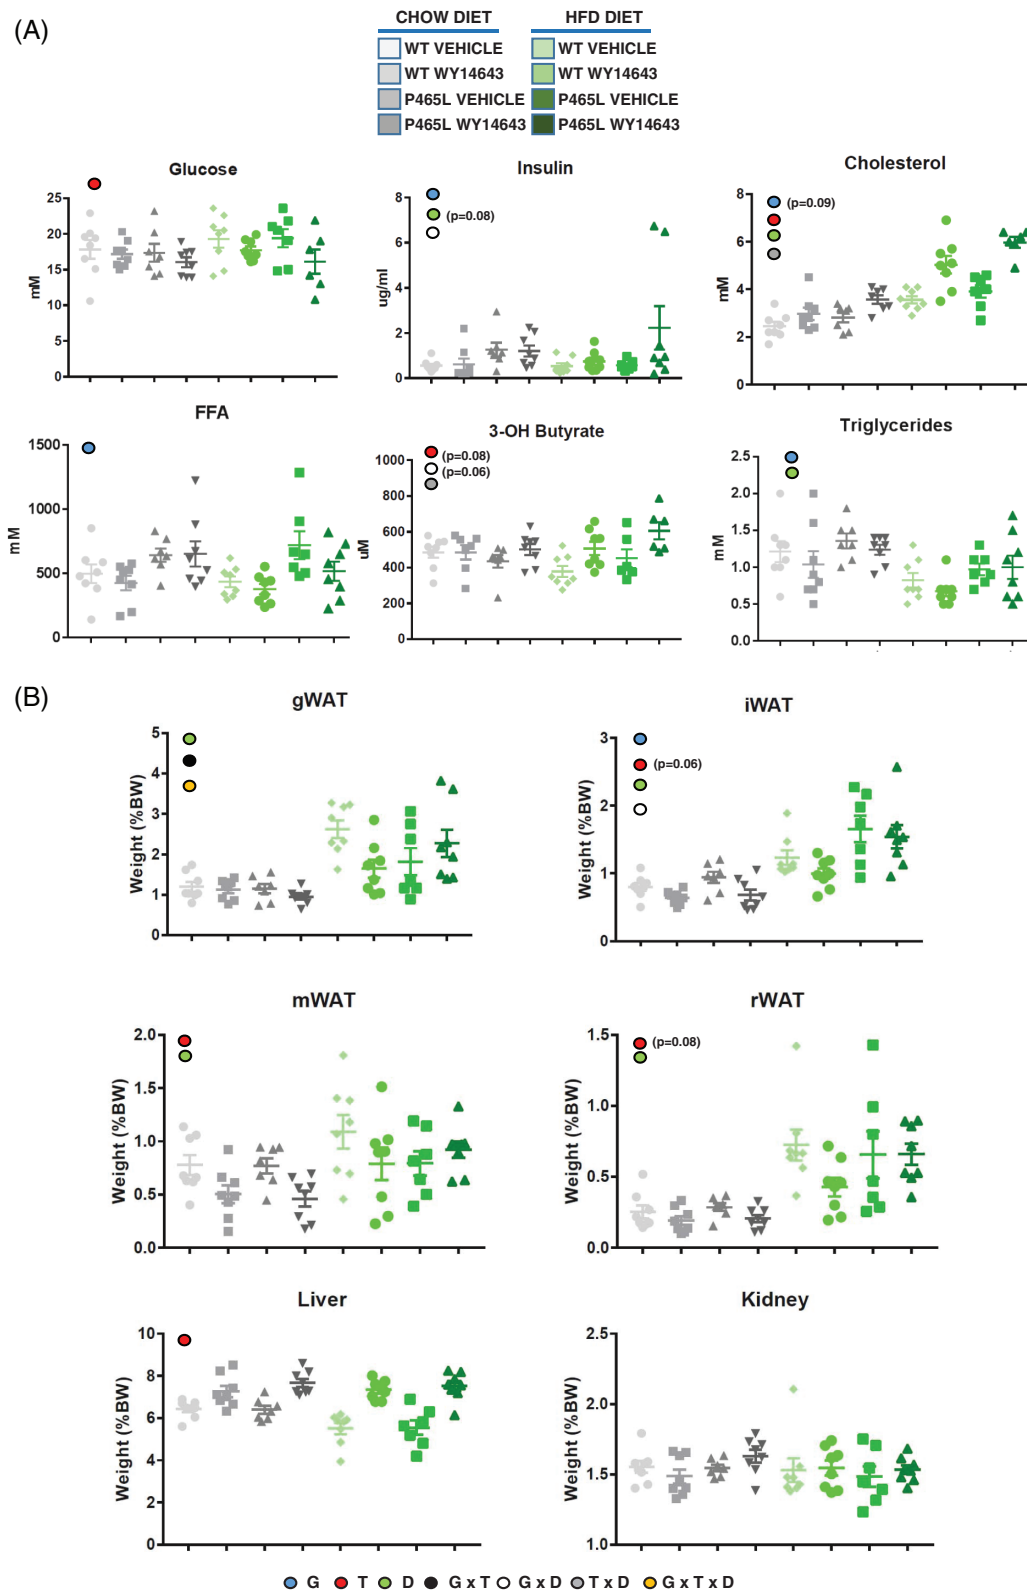 (A)
CHOW DIET HFD DIET
WT VEHICLE WT VEHICLE
WT WY14643 WT WY14643
P465L VEHICLE P465L VEHICLE
P465L WY14643 P465L WY14643
Glucose
mM
25
20
15
10
5
0
Insulin
(p=0.08)
ug/ml
8
6
4
2
0
Cholesterol
(p=0.09)
mM
8
6
4
2
0
FFA
mM
1500
1000
500
0
3-OH Butyrate
(p=0.08)
(p=0.06)
uM
1000
800
600
400
200
0
Triglycerides
mM
2.5
2.0
1.5
1.0
0.5
0.0
(B)
gWAT
Weight (%BW)
5
4
3
2
1
0
iWAT
(p=0.06)
Weight (%BW)
3
2
1
0
mWAT
Weight (%BW)
2.0
1.5
1.0
0.5
0.0
rWAT
(p=0.08)
Weight (%BW)
1.5
1.0
0.5
0.0
Liver
Weight (%BW)
10
8
6
4
2
0
Kidney
Weight (%BW)
2.5
2.0
1.5
1.0
G T D G x T G x D T x D G x T x D